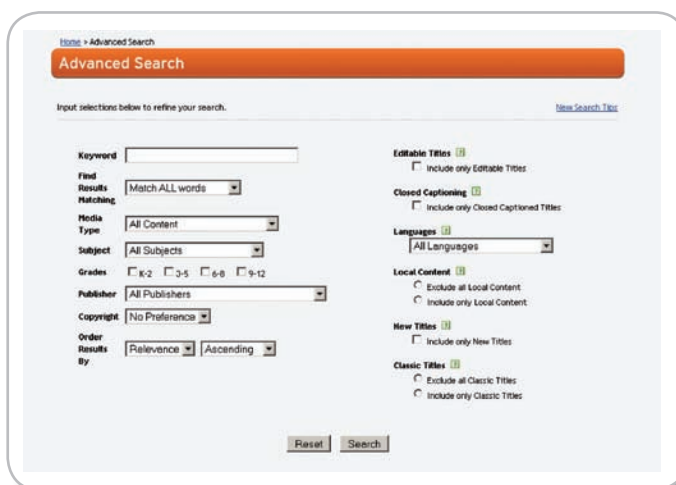 Home > Advanced Search
Advanced Search
Input selections below to refine your search.
New Search Tips
Keyword
Find
Results
Matching
Match ALL words
Media
Type
All Content
Subject
All Subjects
Grades
K-2 3-5 6-8 9-12
Publisher
All Publishers
Copyright
No Preference
Order
Results
By
Relevance
Ascending
Editable Titles ?
Include only Editable Titles
Closed Captioning ?
Include only Closed Captioned Titles
Languages ?
All Languages
Local Content ?
Exclude all Local Content
Include only Local Content
New Titles ?
Include only New Titles
Classic Titles ?
Exclude all Classic Titles
Include only Classic Titles
Reset
Search